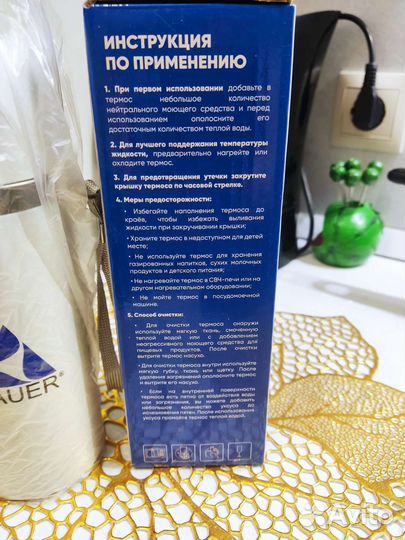 ИНСТРУКЦИЯ
ПО ПРИМЕНЕНИЮ
1. При первом использовании добавьте в
термос небольшое количество
нейтрального моющего средства и перед
использованием ополосните его
достаточным количеством теплой воды.
2. Для лучшего поддержания температуры
жидкости, предварительно нагрейте или
охладите термос.
3. Для предотвращения утечки закрутите
крышку термоса по часовой стрелке.
4. Меры предосторожности:
• Избегайте наполнения термоса до
краёв, чтобы избежать выливания
жидкости при закручивании крышки;
• Храните термос в недоступном для детей
месте;
• Не используйте термос для хранения
газированных напитков, сухих молочных
продуктов и детского питания;
• Не нагревайте термос в СВЧ-печи или на
другом нагревательном оборудовании;
• Не мойте термос в посудомоечной
машине.
5. Способ очистки:
• Для очистки термоса снаружи
используйте мягкую ткань, смоченную
теплой водой или с добавлением
неагрессивного моющего средства для
пищевых продуктов. После очистки
вытрите термос насухо.
• Для очистки термоса внутри используйте
мягкую губку, ткань или щетку. После
удаления загрязнений ополосните термос
и вытрите его насухо.
• Если на внутренней поверхности
термоса есть пятна от воздействия воды
или загрязнения, вы можете добавить
небольшое количество уксуса до
исчезновения пятен. После использования
уксуса промойте термос теплой водой.
AUER
Avito